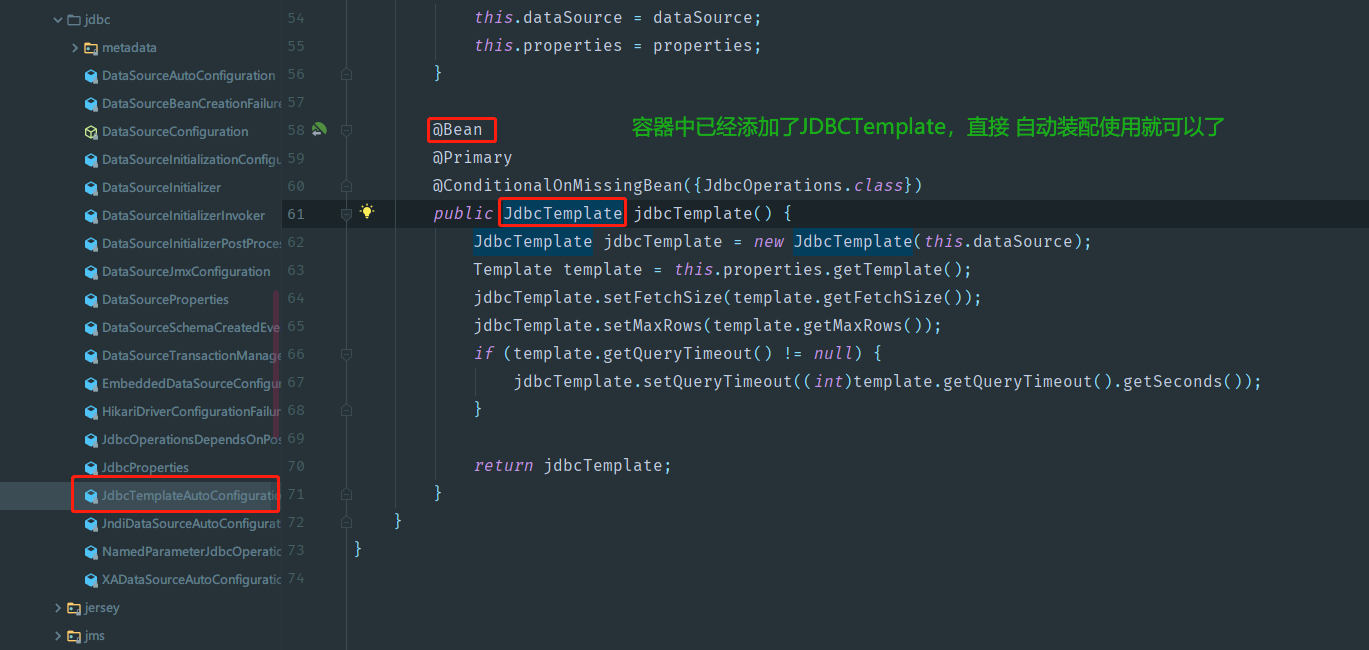 jdbc
metadata
DataSourceAutoConfiguration
DataSourceBeanCreationFailure
DataSourceConfiguration
DataSourceInitializationConfigu
DataSourceInitializer
DataSourceInitializerInvoker
DataSourceInitializerPostProces
DataSourceJmxConfiguration
DataSourceProperties
DataSourceSchemaCreatedEve
DataSourceTransactionManage
EmbeddedDataSourceConfigur
HikariDriverConfigurationFailur
JdbcOperationsDependsOnPos
JdbcProperties
JdbcTemplateAutoConfiguratio
JndiDataSourceAutoConfigurat
NamedParameterJdbcOperatio
XADataSourceAutoConfiguratio
jersey
jms
54 this.dataSource = dataSource;
55 this.properties = properties;
56 }
57
58 @Bean 容器中已经添加了JDBCTemplate，直接 自动装配使用就可以了
59 @Primary
60 @ConditionalOnMissingBean({JdbcOperations.class})
61 public JdbcTemplate jdbcTemplate() {
62 JdbcTemplate jdbcTemplate = new JdbcTemplate(this.dataSource);
63 Template template = this.properties.getTemplate();
64 jdbcTemplate.setFetchSize(template.getFetchSize());
65 jdbcTemplate.setMaxRows(template.getMaxRows());
66 if (template.getQueryTimeout() != null) {
67 jdbcTemplate.setQueryTimeout((int)template.getQueryTimeout().getSeconds());
68 }
69
70 return jdbcTemplate;
71 }
72 }
73 }
74